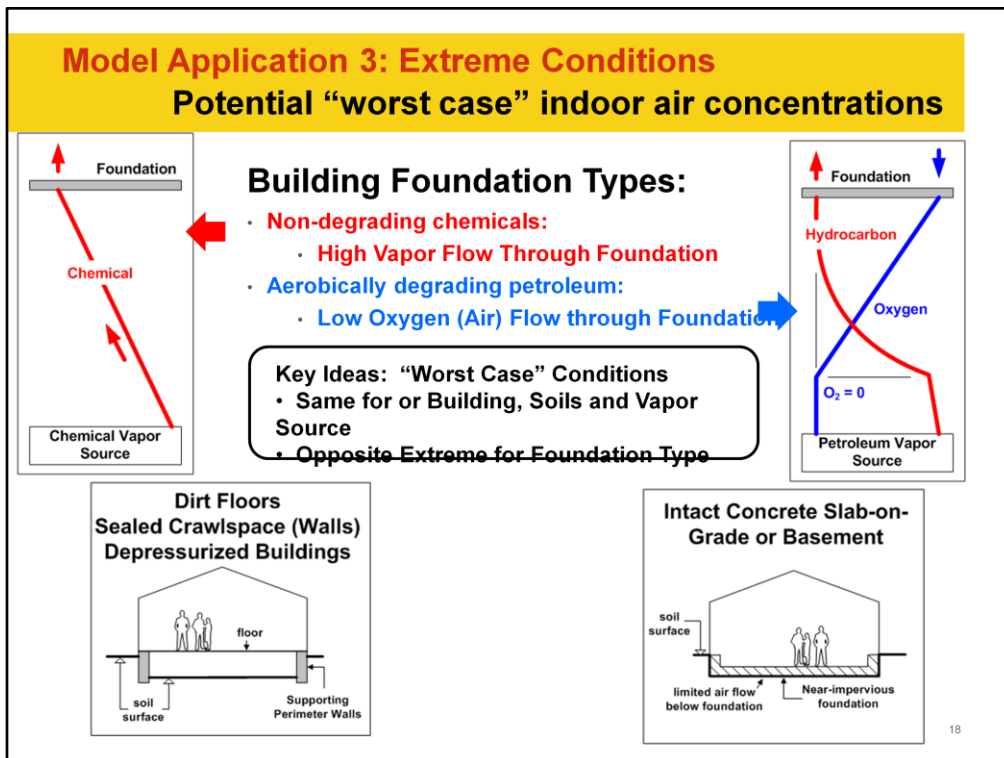 Model Application 3: Extreme Conditions
Potential “worst case” indoor air concentrations
Foundation
Chemical
Chemical Vapor
Source
Building Foundation Types:
• Non-degrading chemicals:
• High Vapor Flow Through Foundation
• Aerobically degrading petroleum:
• Low Oxygen (Air) Flow through Foundation
Key Ideas: “Worst Case” Conditions
• Same for or Building, Soils and Vapor
Source
• Opposite Extreme for Foundation Type
Foundation
Hydrocarbon
Oxygen
O₂ = 0
Petroleum Vapor
Source
Dirt Floors
Sealed Crawlspace (Walls)
Depressurized Buildings
floor
soil
surface
Supporting
Perimeter Walls
Intact Concrete Slab-on-
Grade or Basement
soil
surface
limited air flow
below foundation
Near-impervious
foundation
18